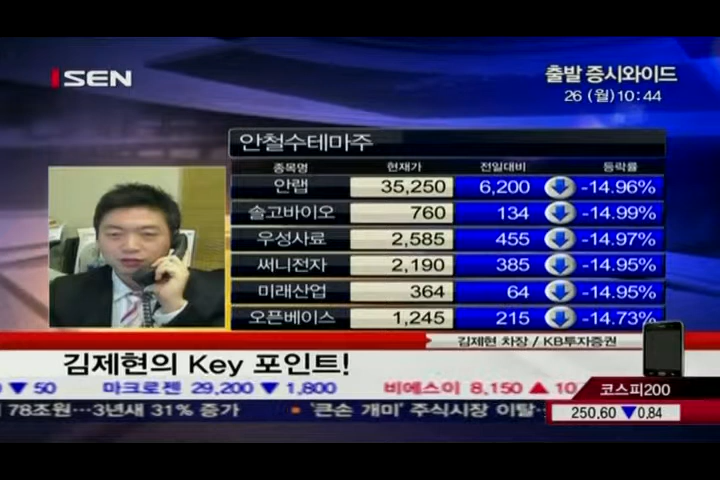 SEN
출발 증시와이드
26 (월) 10:44
안철수테마주
종목명 현재가 전일대비 등락률
안랩 35,250 6,200 -14.96%
솔고바이오 760 134 -14.99%
우성사료 2,585 455 -14.97%
써니전자 2,190 385 -14.95%
미래산업 364 64 -14.95%
오픈베이스 1,245 215 -14.73%
김제현 차장 / KB투자증권
김제현의 Key 포인트!
▼ 50 마크로젠 29,200 ▼ 1,800 비에스이 8,150 ▲ 10
코스피200
78조원…3년새 31% 증가 ▪ '큰손 개미' 주식시장 이탈
250.60 ▼0.84